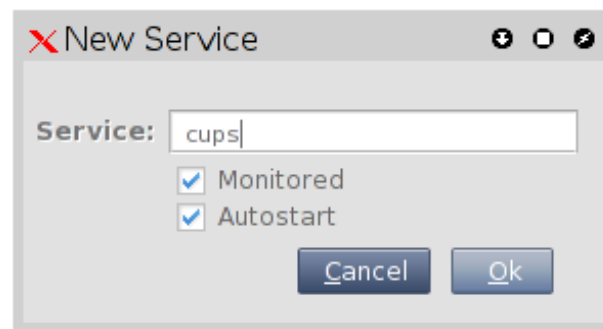 New Service
Service: cups
Monitored
Autostart
Cancel Ok